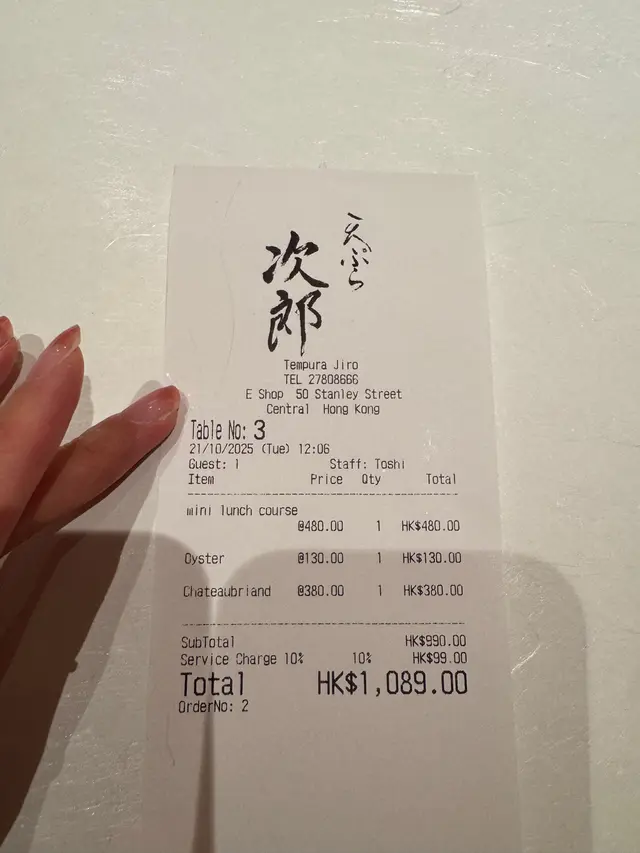 天ぷら
次郎
Tempura Jiro
TEL 27808666
E Shop 50 Stanley Street
Central Hong Kong
Table No: 3
21/10/2025 (Tue) 12:06
Guest: 1 Staff: Toshi
Item Price Qty Total
mini lunch course
@480.00 1 HK$480.00
Oyster @130.00 1 HK$130.00
Chateaubriand @380.00 1 HK$380.00
SubTotal HK$990.00
Service Charge 10% 10% HK$99.00
Total HK$1,089.00
OrderNo: 2